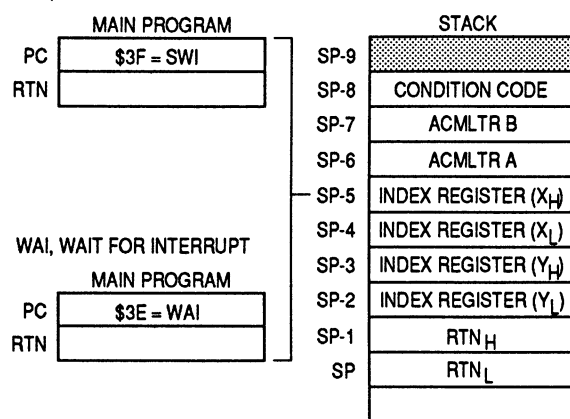 MAIN PROGRAM
PC $3F = SWI
RTN
WAI, WAIT FOR INTERRUPT
MAIN PROGRAM
PC $3E = WAI
RTN
STACK
SP-9
SP-8 CONDITION CODE
SP-7 ACMLTR B
SP-6 ACMLTR A
SP-5 INDEX REGISTER (XH)
SP-4 INDEX REGISTER (XL)
SP-3 INDEX REGISTER (YH)
SP-2 INDEX REGISTER (YL)
SP-1 RTNH
SP RTNL